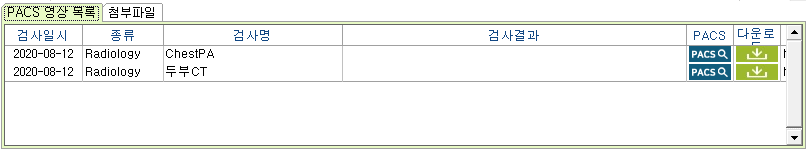 PACS 영상 목록 첨부파일
검사일시 종류 검사명 검사결과 PACS 다운로드
2020-08-12 Radiology ChestPA PACS
2020-08-12 Radiology 두부CT PACS